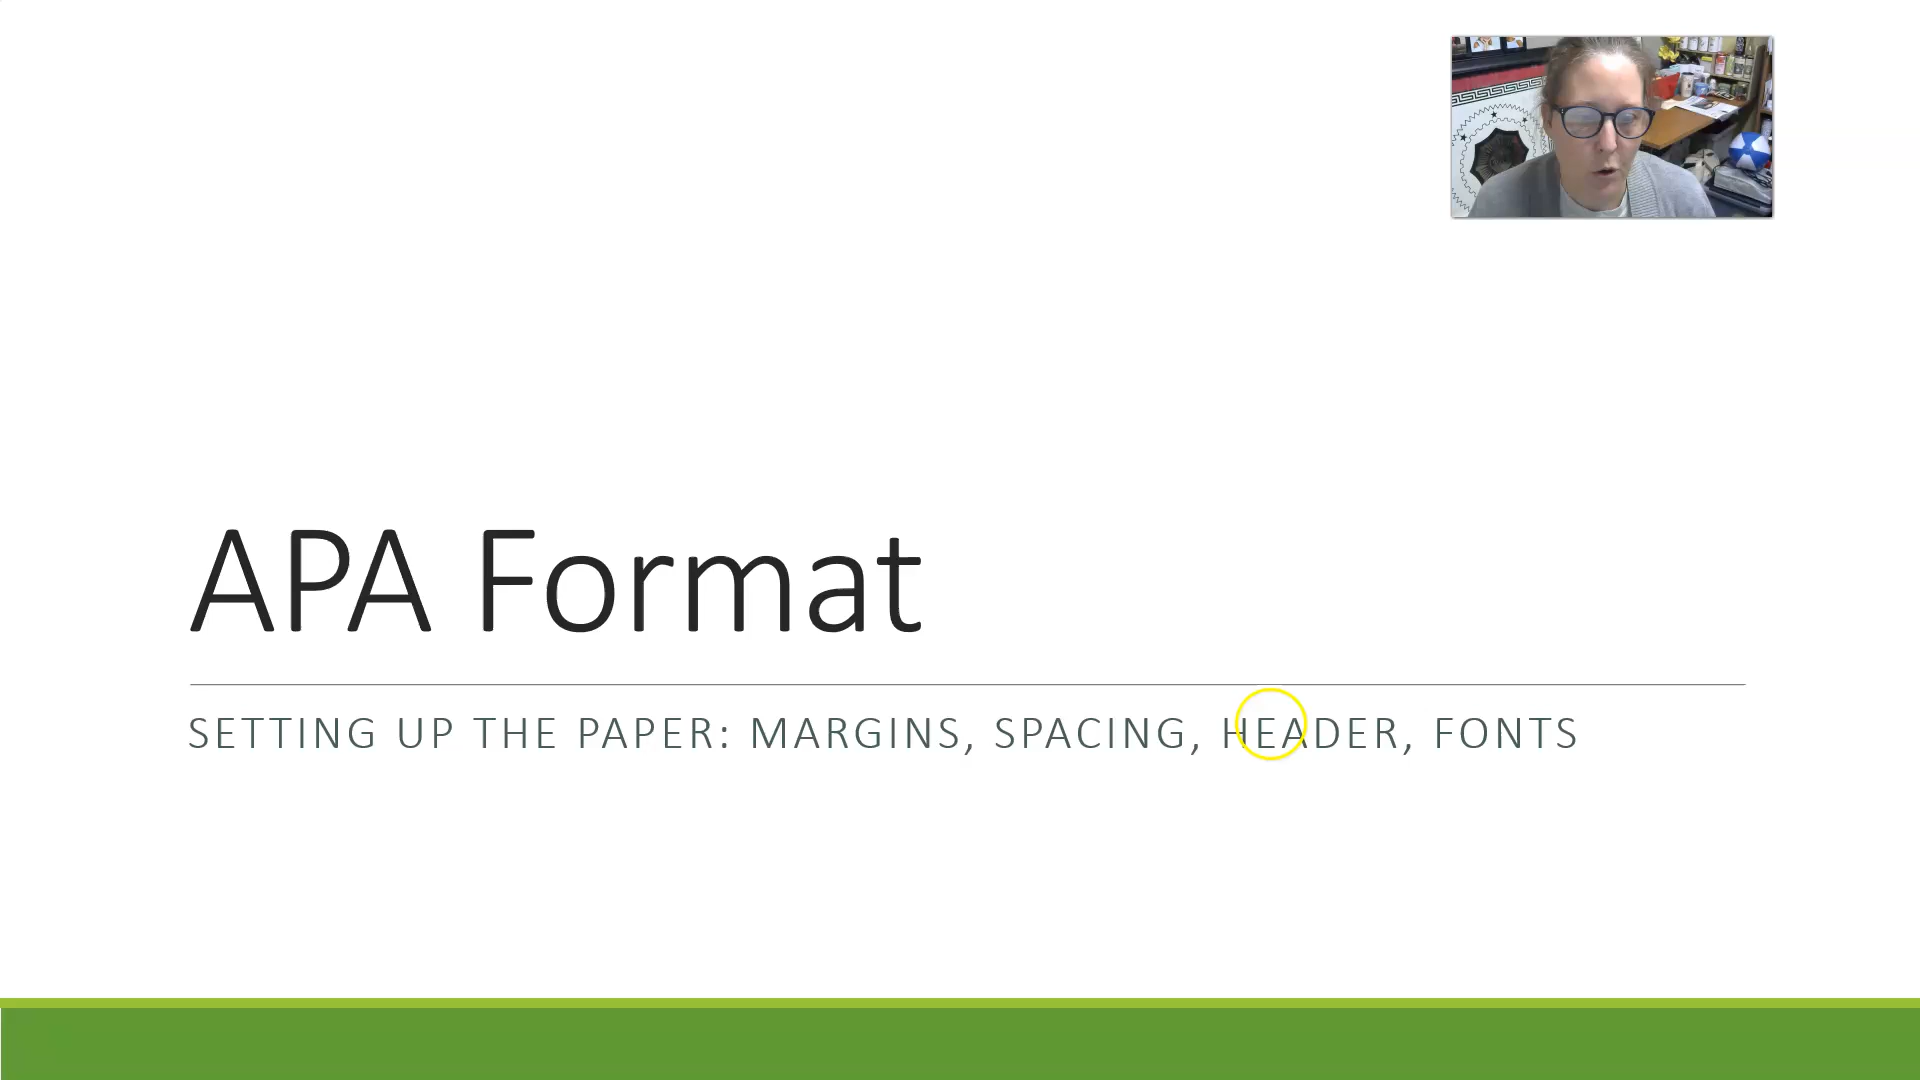 APA Format
SETTING UP THE PAPER: MARGINS, SPACING, HEADER, FONTS